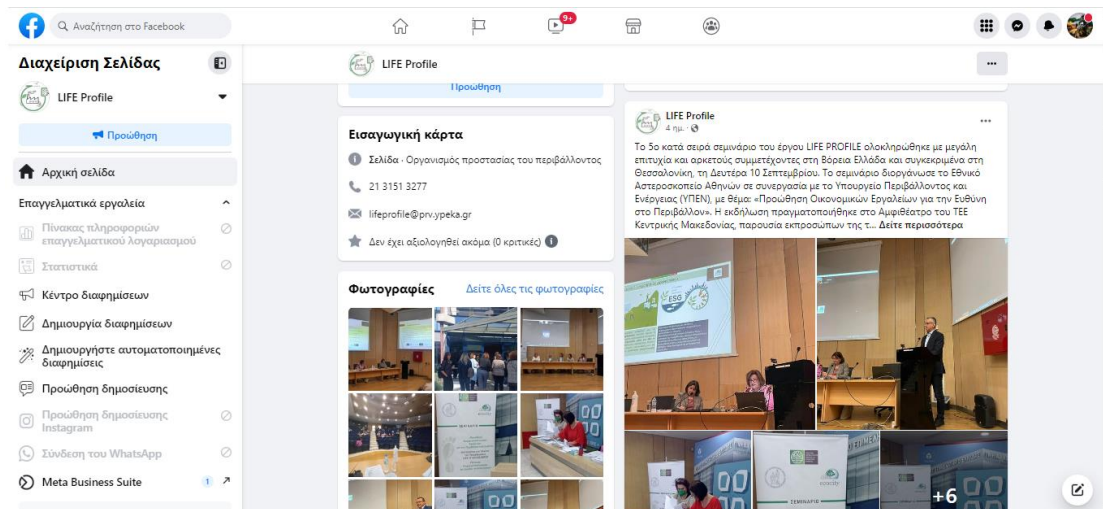 Αναζήτηση στο Facebook
9+
Διαχείριση Σελίδας
LIFE Profile
Προώθηση
Αρχική σελίδα
Επαγγελματικά εργαλεία
Πίνακας πληροφοριών
επαγγελματικού λογαριασμού
Στατιστικά
Κέντρο διαφημίσεων
Δημιουργία διαφημίσεων
Δημιουργήστε αυτοματοποιημένες
διαφημίσεις
Προώθηση δημοσίευσης
Προώθηση δημοσίευσης
Instagram
Σύνδεση του WhatsApp
Meta Business Suite 1
LIFE Profile
Προώθηση
Εισαγωγική κάρτα
Σελίδα · Οργανισμός προστασίας του περιβάλλοντος
21 3151 3277
lifeprofile@prv.ypeka.gr
Δεν έχει αξιολογηθεί ακόμα (0 κριτικές)
Φωτογραφίες Δείτε όλες τις φωτογραφίες
LIFE Profile
4 ημ. ·
Το 5ο κατά σειρά σεμινάριο του έργου LIFE PROFILE ολοκληρώθηκε με μεγάλη
επιτυχία και αρκετούς συμμετέχοντες στη Βόρεια Ελλάδα και συγκεκριμένα στη
Θεσσαλονίκη, τη Δευτέρα 10 Σεπτεμβρίου. Το σεμινάριο διοργάνωσε το Εθνικό
Αστεροσκοπείο Αθηνών σε συνεργασία με το Υπουργείο Περιβάλλοντος και
Ενέργειας (ΥΠΕΝ), με θέμα: «Προώθηση Οικονομικών Εργαλείων για την Ευθύνη
στο Περιβάλλον». Η εκδήλωση πραγματοποιήθηκε στο Αμφιθέατρο του ΤΕΕ
Κεντρικής Μακεδονίας, παρουσία εκπροσώπων της τ... Δείτε περισσότερα
ESG
ecocity
ΣΕΜΙΝΑΡΙΟ
+6